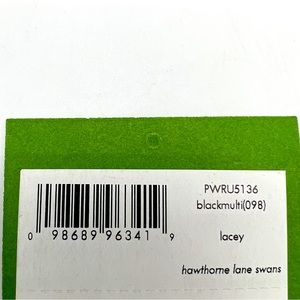 PWRU5136
blackmulti(098)
0 98689 96341 9
lacey
hawthorne lane swans